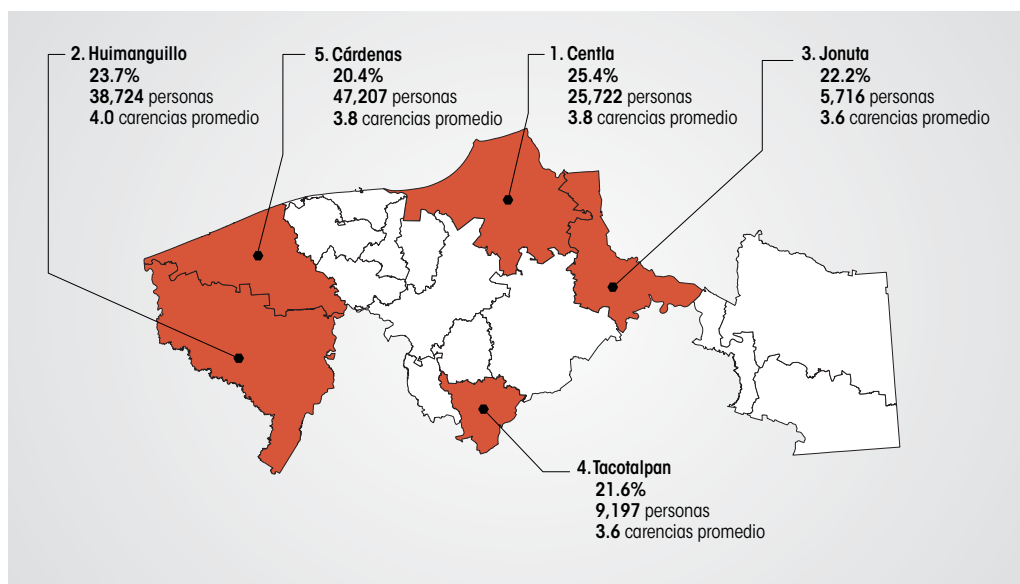 2. Huimanguillo
23.7%
38,724 personas
4.0 carencias promedio
5. Cárdenas
20.4%
47,207 personas
3.8 carencias promedio
1. Centla
25.4%
25,722 personas
3.8 carencias promedio
3. Jonuta
22.2%
5,716 personas
3.6 carencias promedio
4. Tacotalpan
21.6%
9,197 personas
3.6 carencias promedio